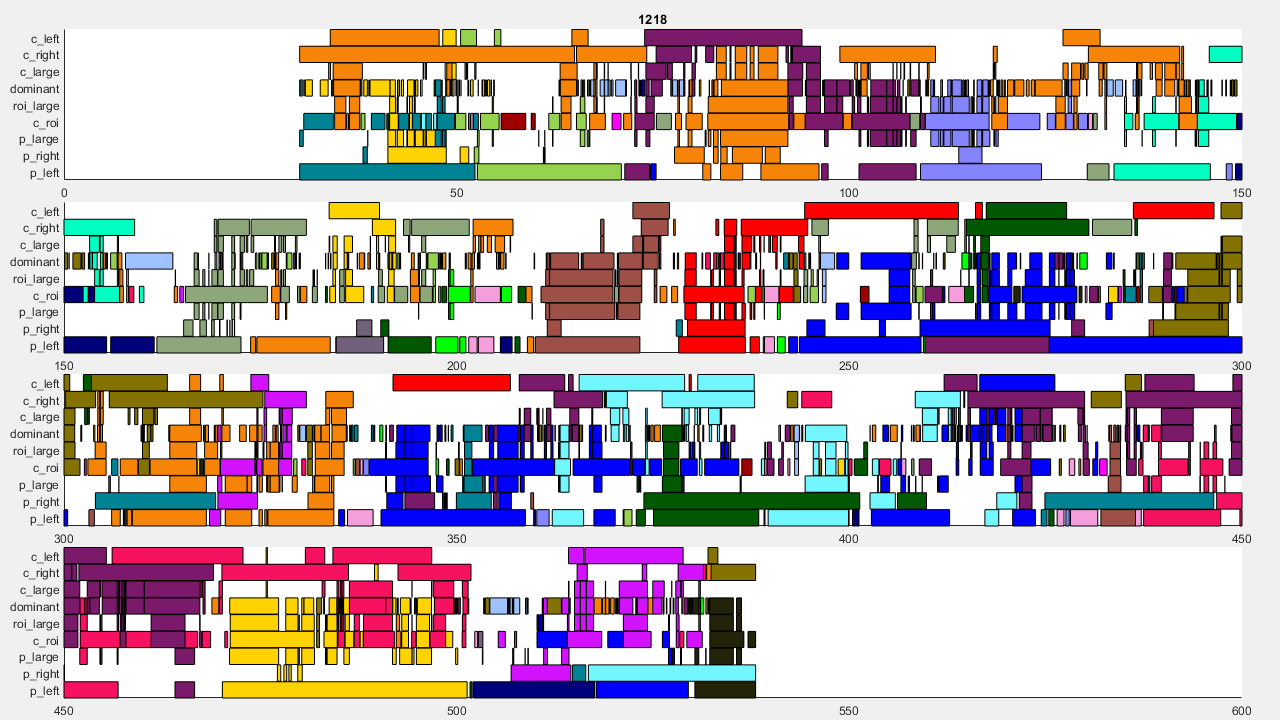 1218
c_left
c_right
c_large
dominant
roi_large
c_roi
p_large
p_right
p_left
0 50 100 150
c_left
c_right
c_large
dominant
roi_large
c_roi
p_large
p_right
p_left
150 200 250 300
c_left
c_right
c_large
dominant
roi_large
c_roi
p_large
p_right
p_left
300 350 400 450
c_left
c_right
c_large
dominant
roi_large
c_roi
p_large
p_right
p_left
450 500 550 600